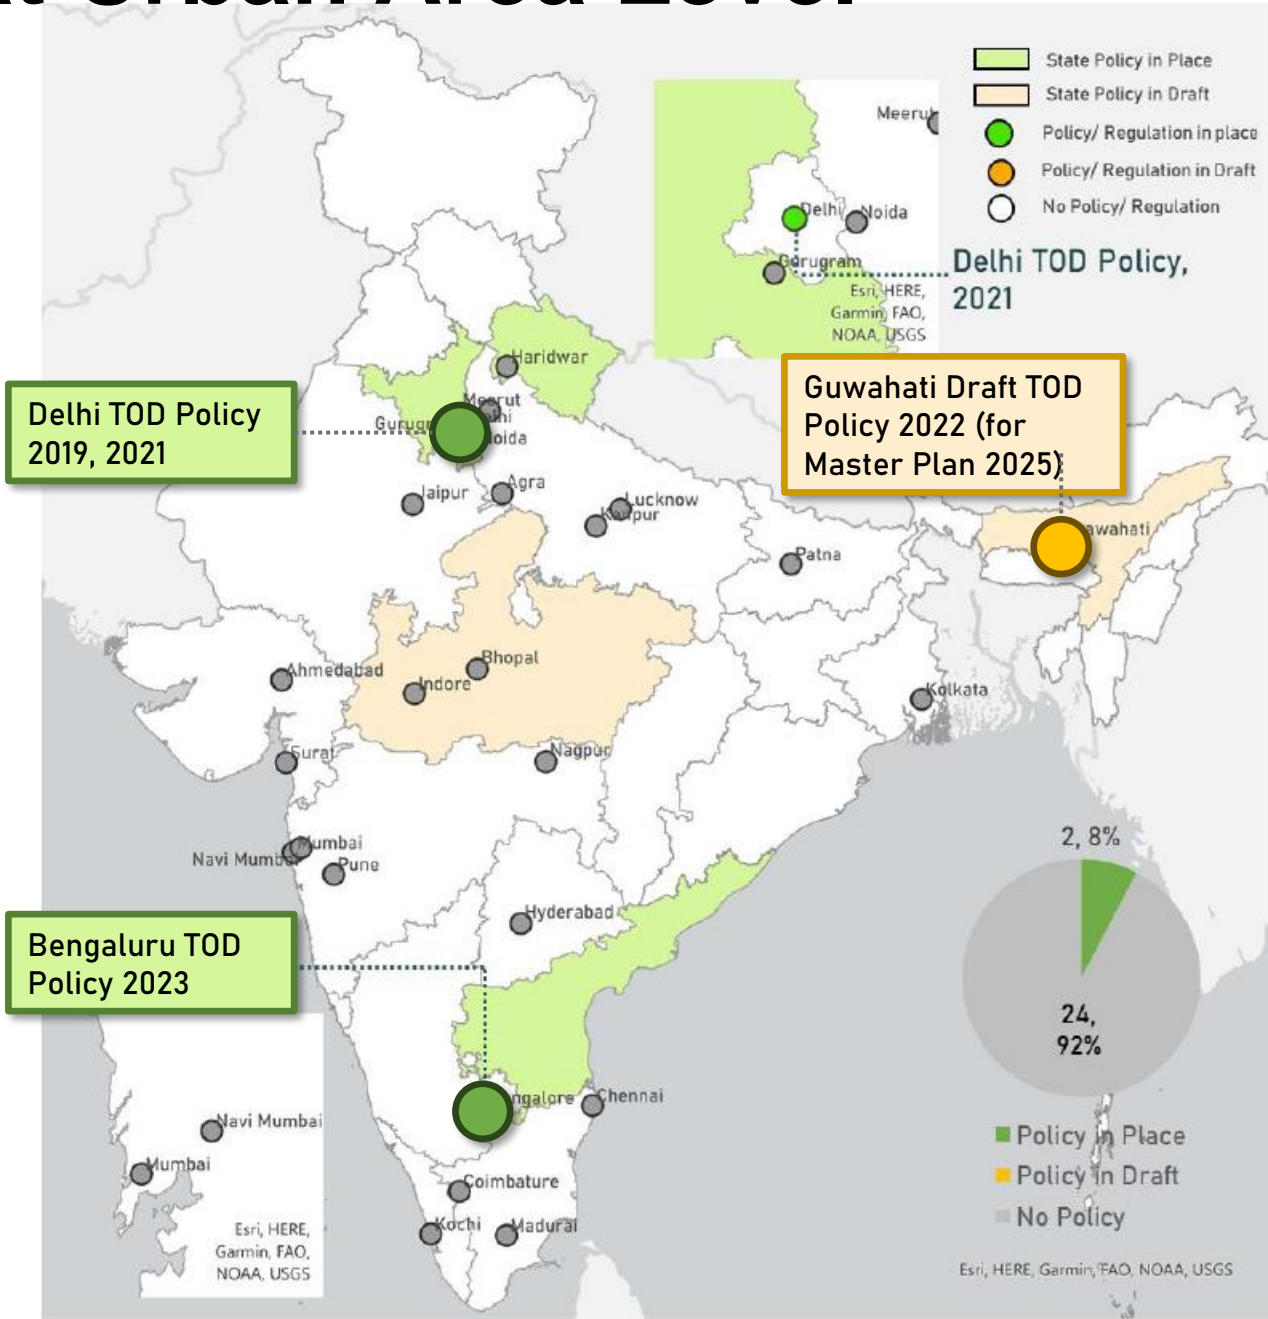 State Policy in Place
State Policy in Draft
Policy/ Regulation in place
Policy/ Regulation in Draft
No Policy/ Regulation
Meerut
Delhi
Noida
Gurugram
Esri, HERE,
Garmin, FAO,
NOAA, USGS
Delhi TOD Policy,
2021
Guwahati Draft TOD
Policy 2022 (for
Master Plan 2025)
Delhi TOD Policy
2019, 2021
Haridwar
Meerut
Jaipur
Agra
Lucknow
Kanpur
Patna
Ahmedabad
Bhopal
Indore
Kolkata
Surat
Nagpur
Mumbai
Navi Mumbai
Pune
Hyderabad
Bengaluru TOD
Policy 2023
Chennai
Coimbature
Kochi
Madurai
Navi Mumbai
Mumbai
Esri, HERE,
Garmin, FAO,
NOAA, USGS
2, 8%
24,
92%
Policy in Place
Policy in Draft
No Policy
Esri, HERE, Garmin, FAO, NOAA, USGS